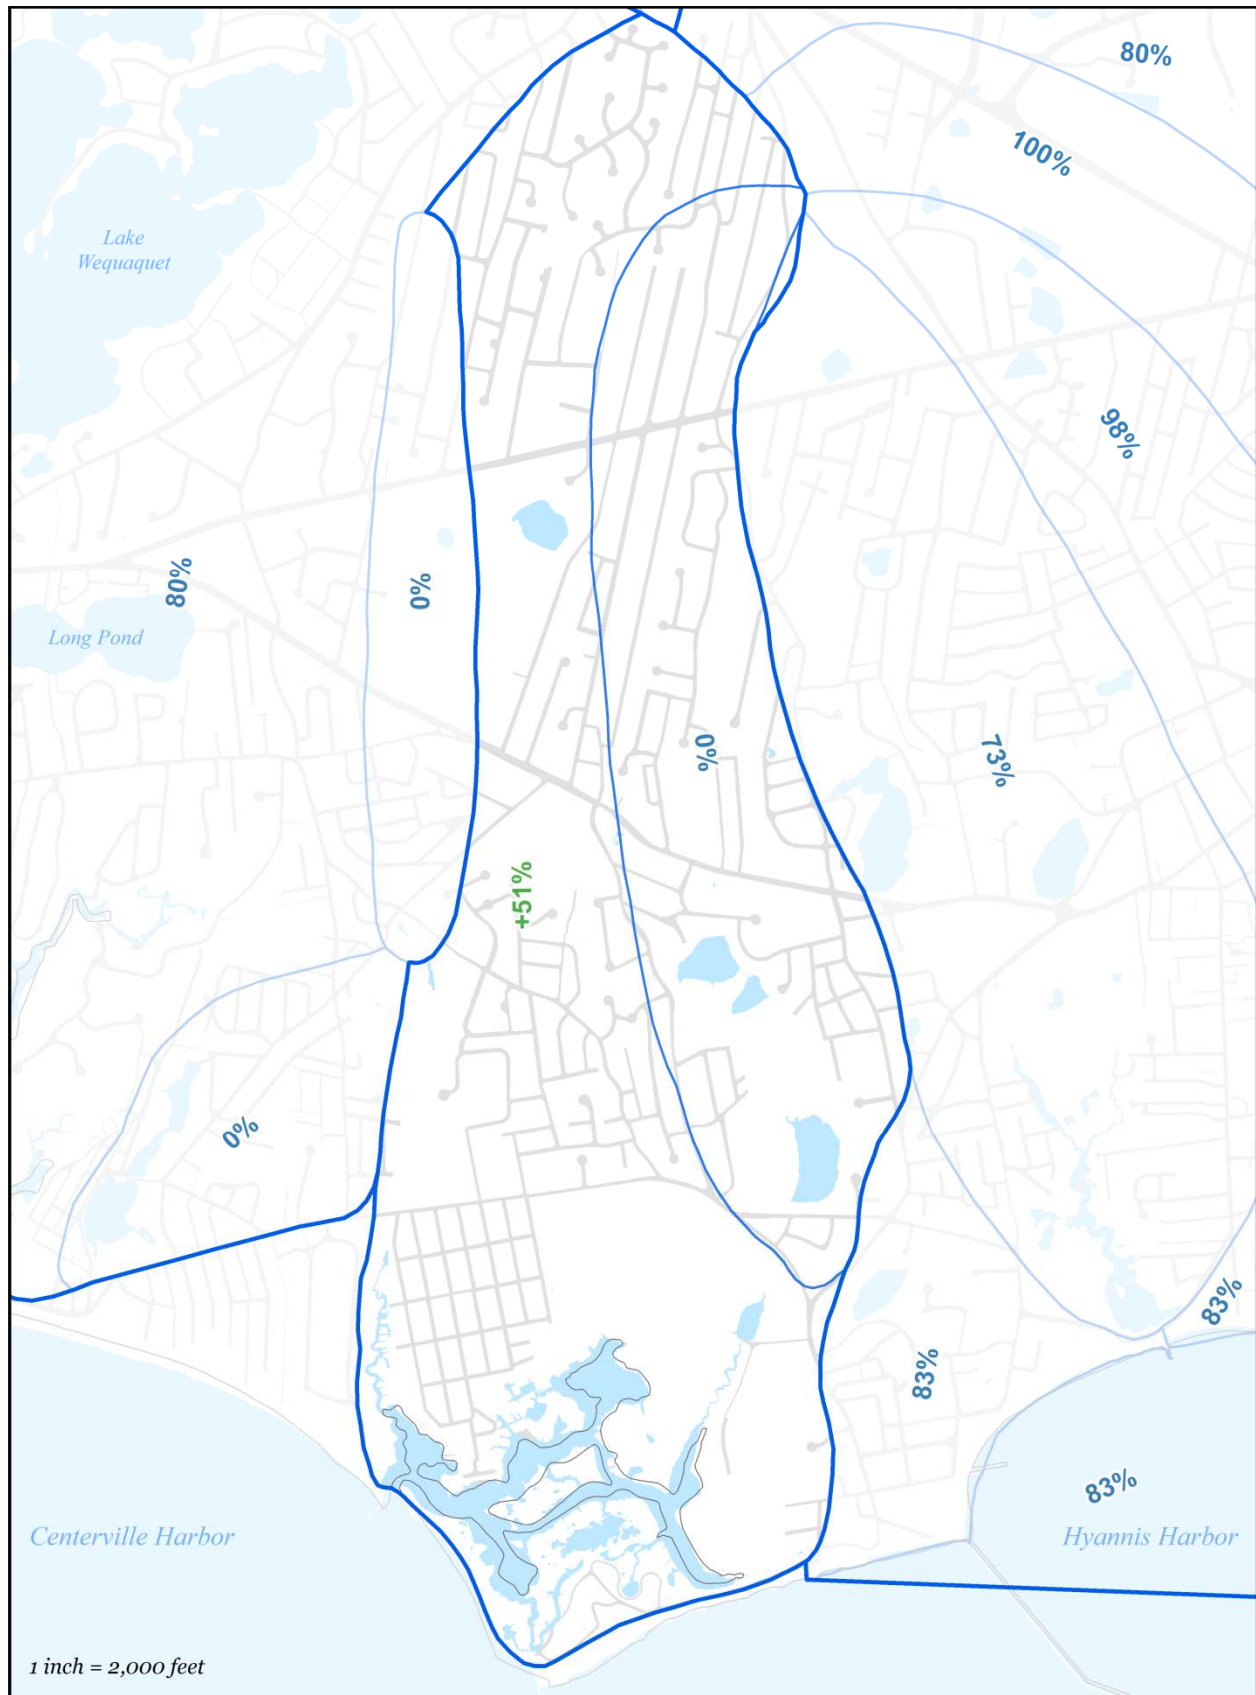 80%
100%
Lake
Wequaquet
98%
80%
0%
Long Pond
0%
73%
+51%
0%
83%
83%
83%
Centerville Harbor
Hyannis Harbor
1 inch = 2,000 feet